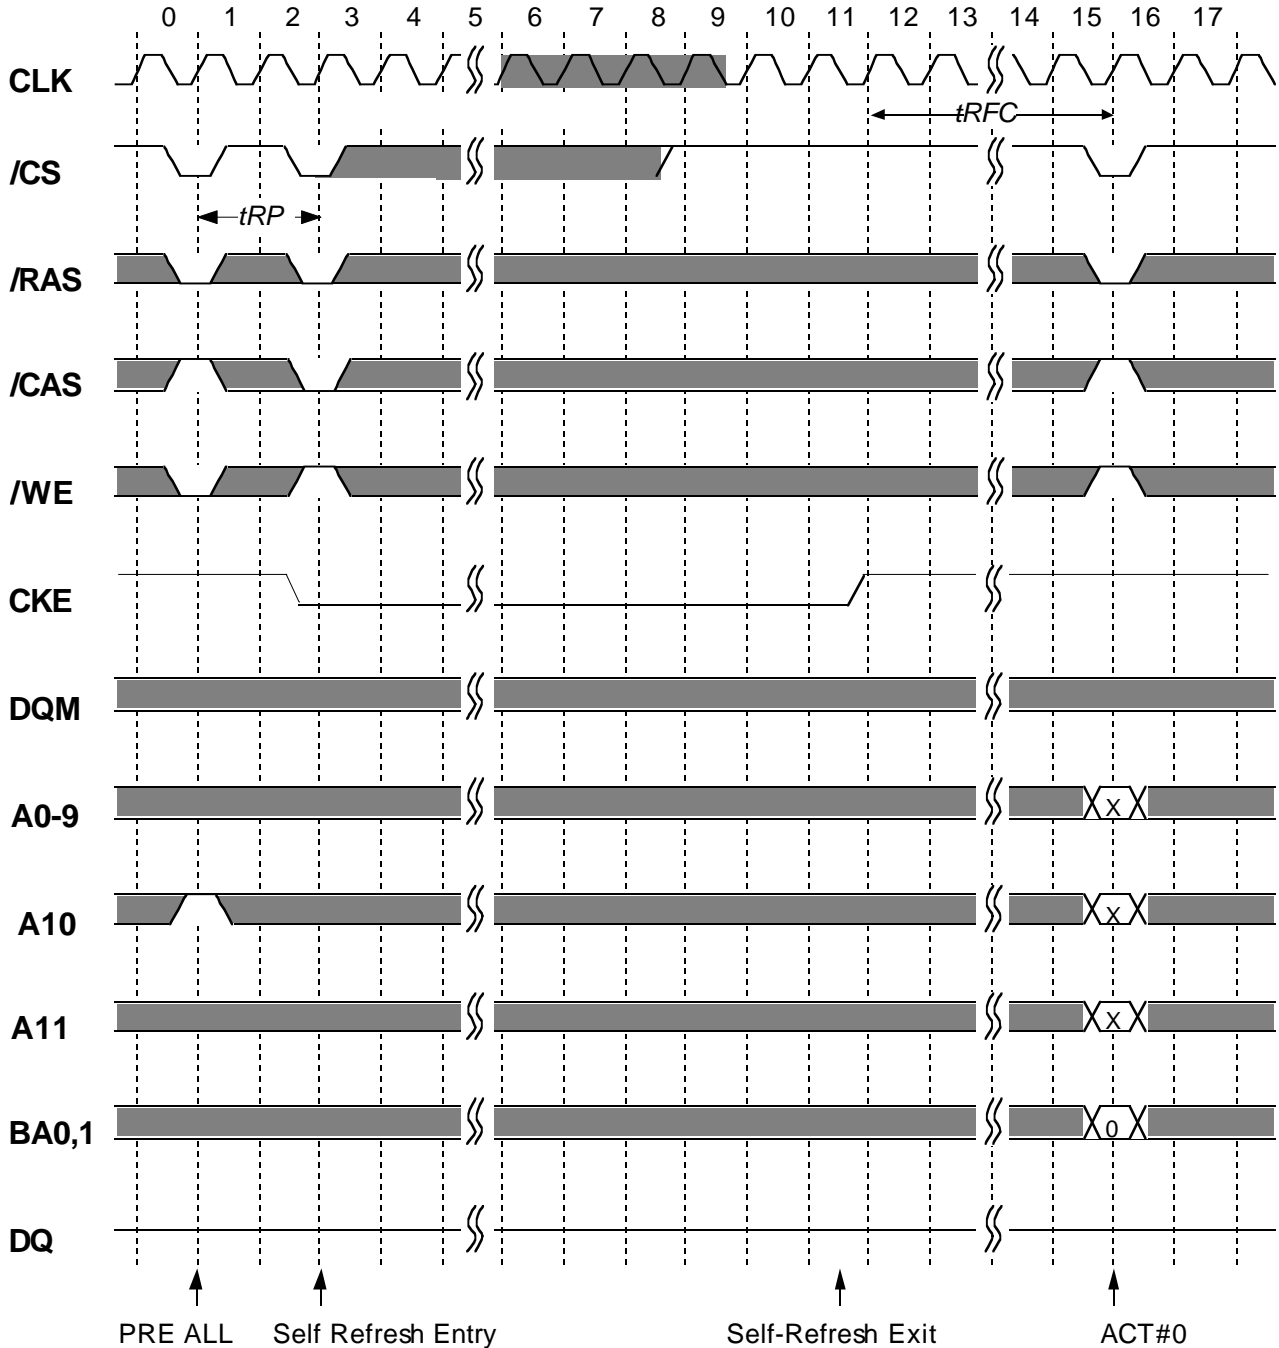 0 1 2 3 4 5 6 7 8 9 10 11 12 13 14 15 16 17
CLK
tRFC
/CS
tRP
/RAS
/CAS
/WE
CKE
DQM
A0-9 X
A10 X
A11 X
BA0,1 0
DQ
PRE ALL Self Refresh Entry Self-Refresh Exit ACT#0